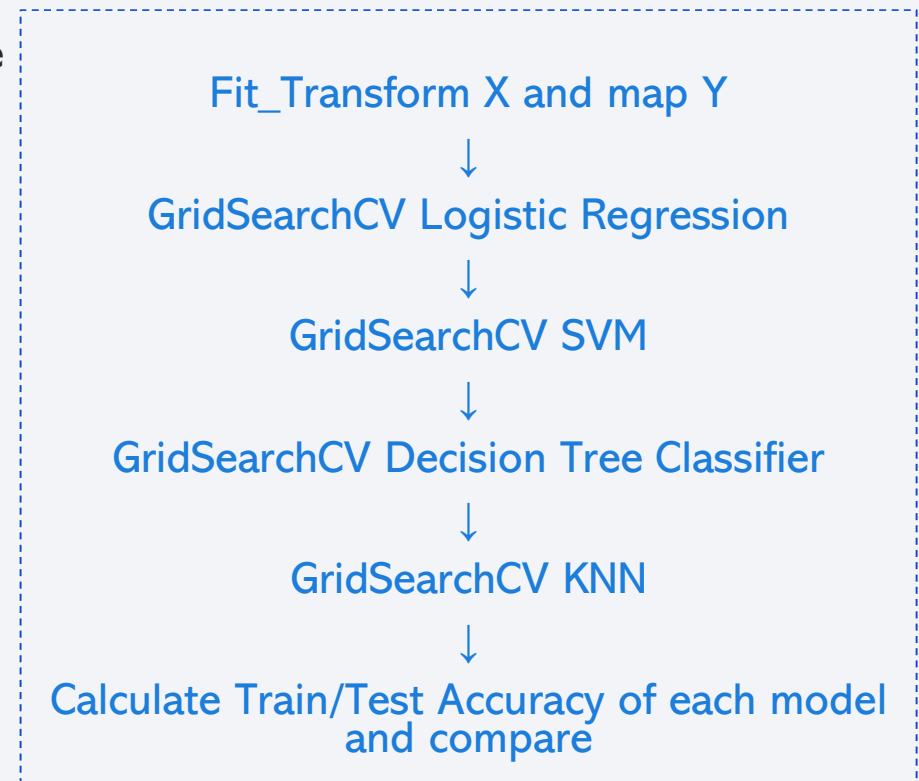 e
Fit_Transform X and map Y
↓
GridSearchCV Logistic Regression
↓
GridSearchCV SVM
↓
GridSearchCV Decision Tree Classifier
↓
GridSearchCV KNN
↓
Calculate Train/Test Accuracy of each model
and compare